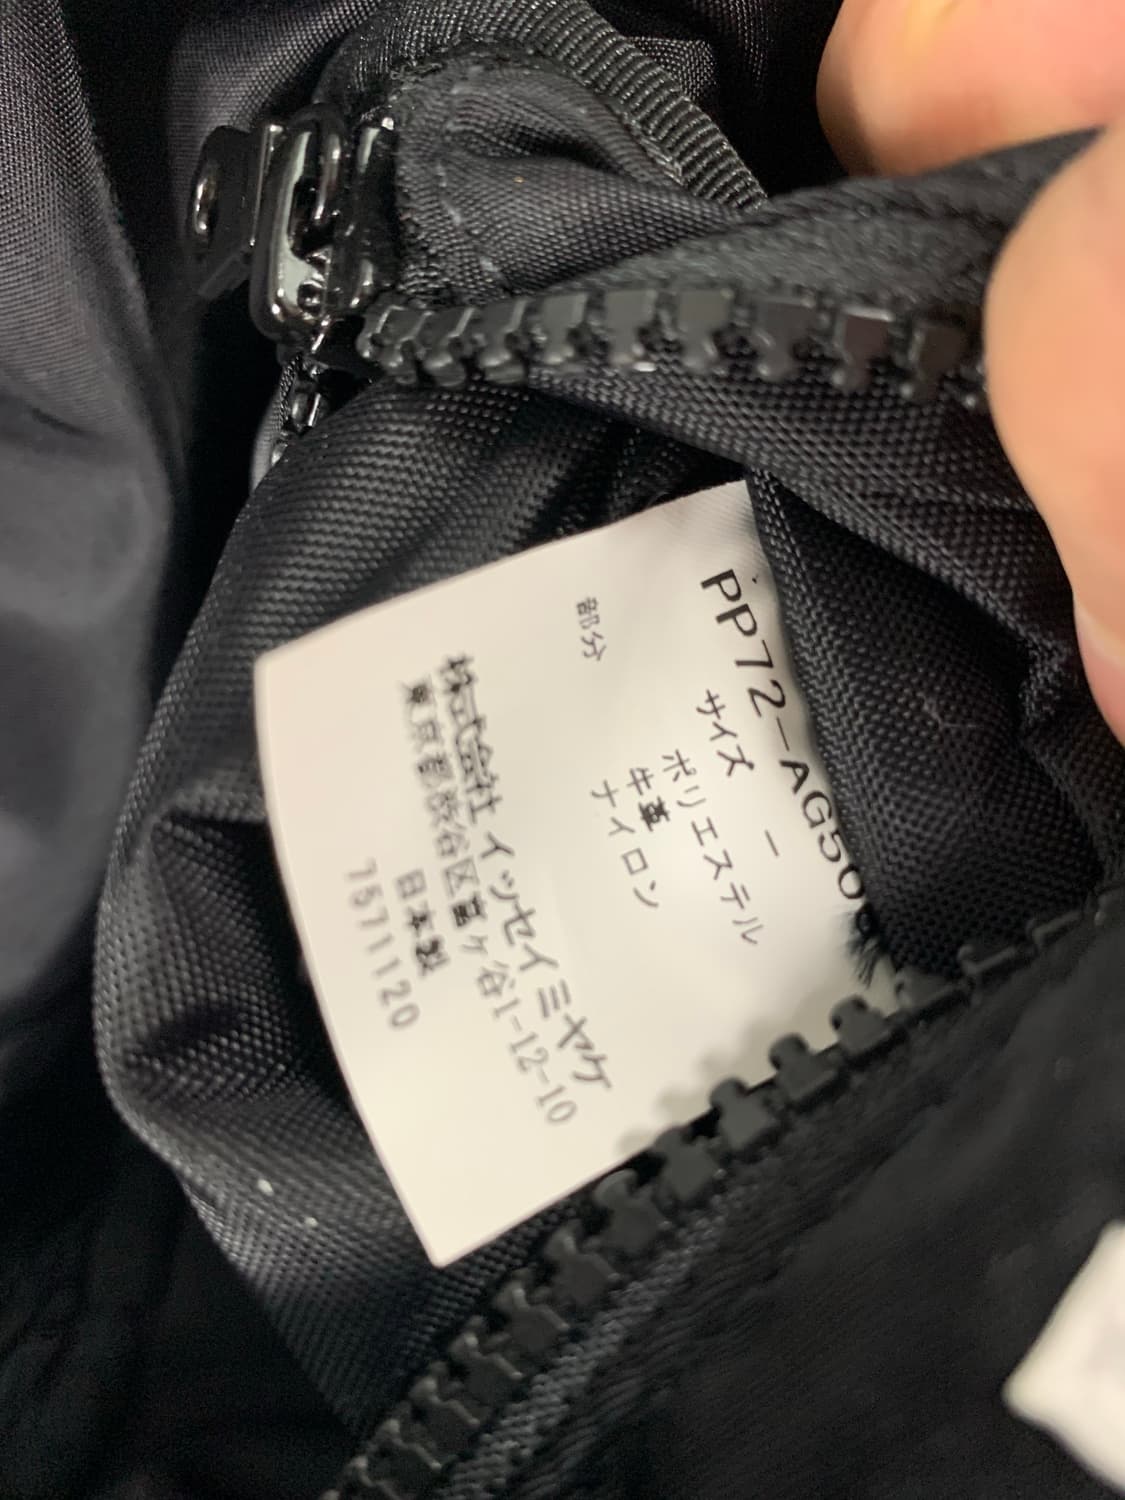 PP72-AG50
サイズ ー
ポリエステル
牛革
部分 ナイロン
株式会社 イッセイミヤケ
東京都渋谷区富ヶ谷1-12-10
日本製
1571120